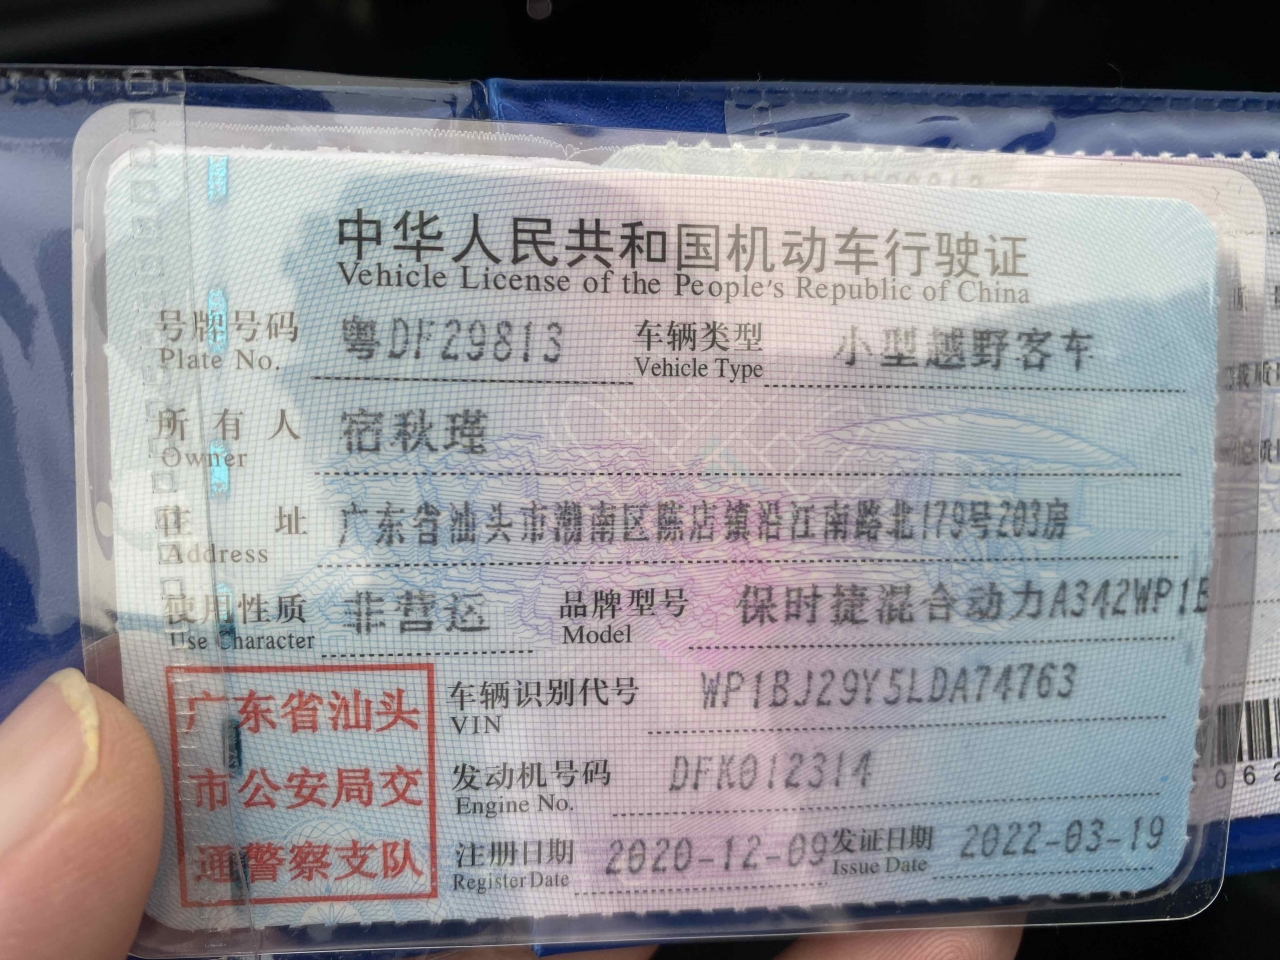 中华人民共和国机动车行驶证
Vehicle License of the People's Republic of China
号牌号码 粤DF29813 车辆类型 小型越野客车
Plate No. Vehicle Type
所有人 宿秋瑾
Owner
住址 广东省汕头市潮南区陈店镇沿江南路北179号203房
Address
使用性质 非营运 品牌型号 保时捷混合动力A342WP1B
Use Character Model
车辆识别代号 WP1BJ29Y5LDA74763
VIN
发动机号码 DFK012314
Engine No.
注册日期 2020-12-09 发证日期 2022-03-19
Register Date Issue Date
广东省汕头
市公安局交
通警察支队